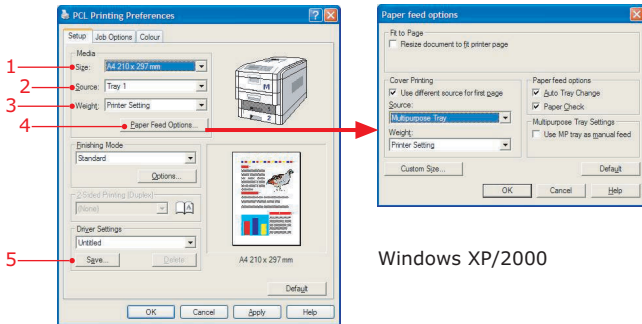 PCL Printing Preferences
Setup Job Options Colour
Media
1 Size: A4 210 x 297 mm
2 Source: Tray 1
3 Weight: Printer Setting
4 Paper Feed Options...
Finishing Mode
Standard
Options...
2-Sided Printing (Duplex)
(None)
Driver Settings
Untitled
5 Save... Delete
A4 210 x 297 mm
Default
OK Cancel Apply Help
Paper feed options
Fit to Page
Resize document to fit printer page
Cover Printing
Use different source for first page
Source:
Multipurpose Tray
Weight:
Printer Setting
Paper feed options
Auto Tray Change
Paper Check
Multipurpose Tray Settings
Use MP tray as manual feed
Custom Size... Default
OK Cancel Help
Windows XP/2000